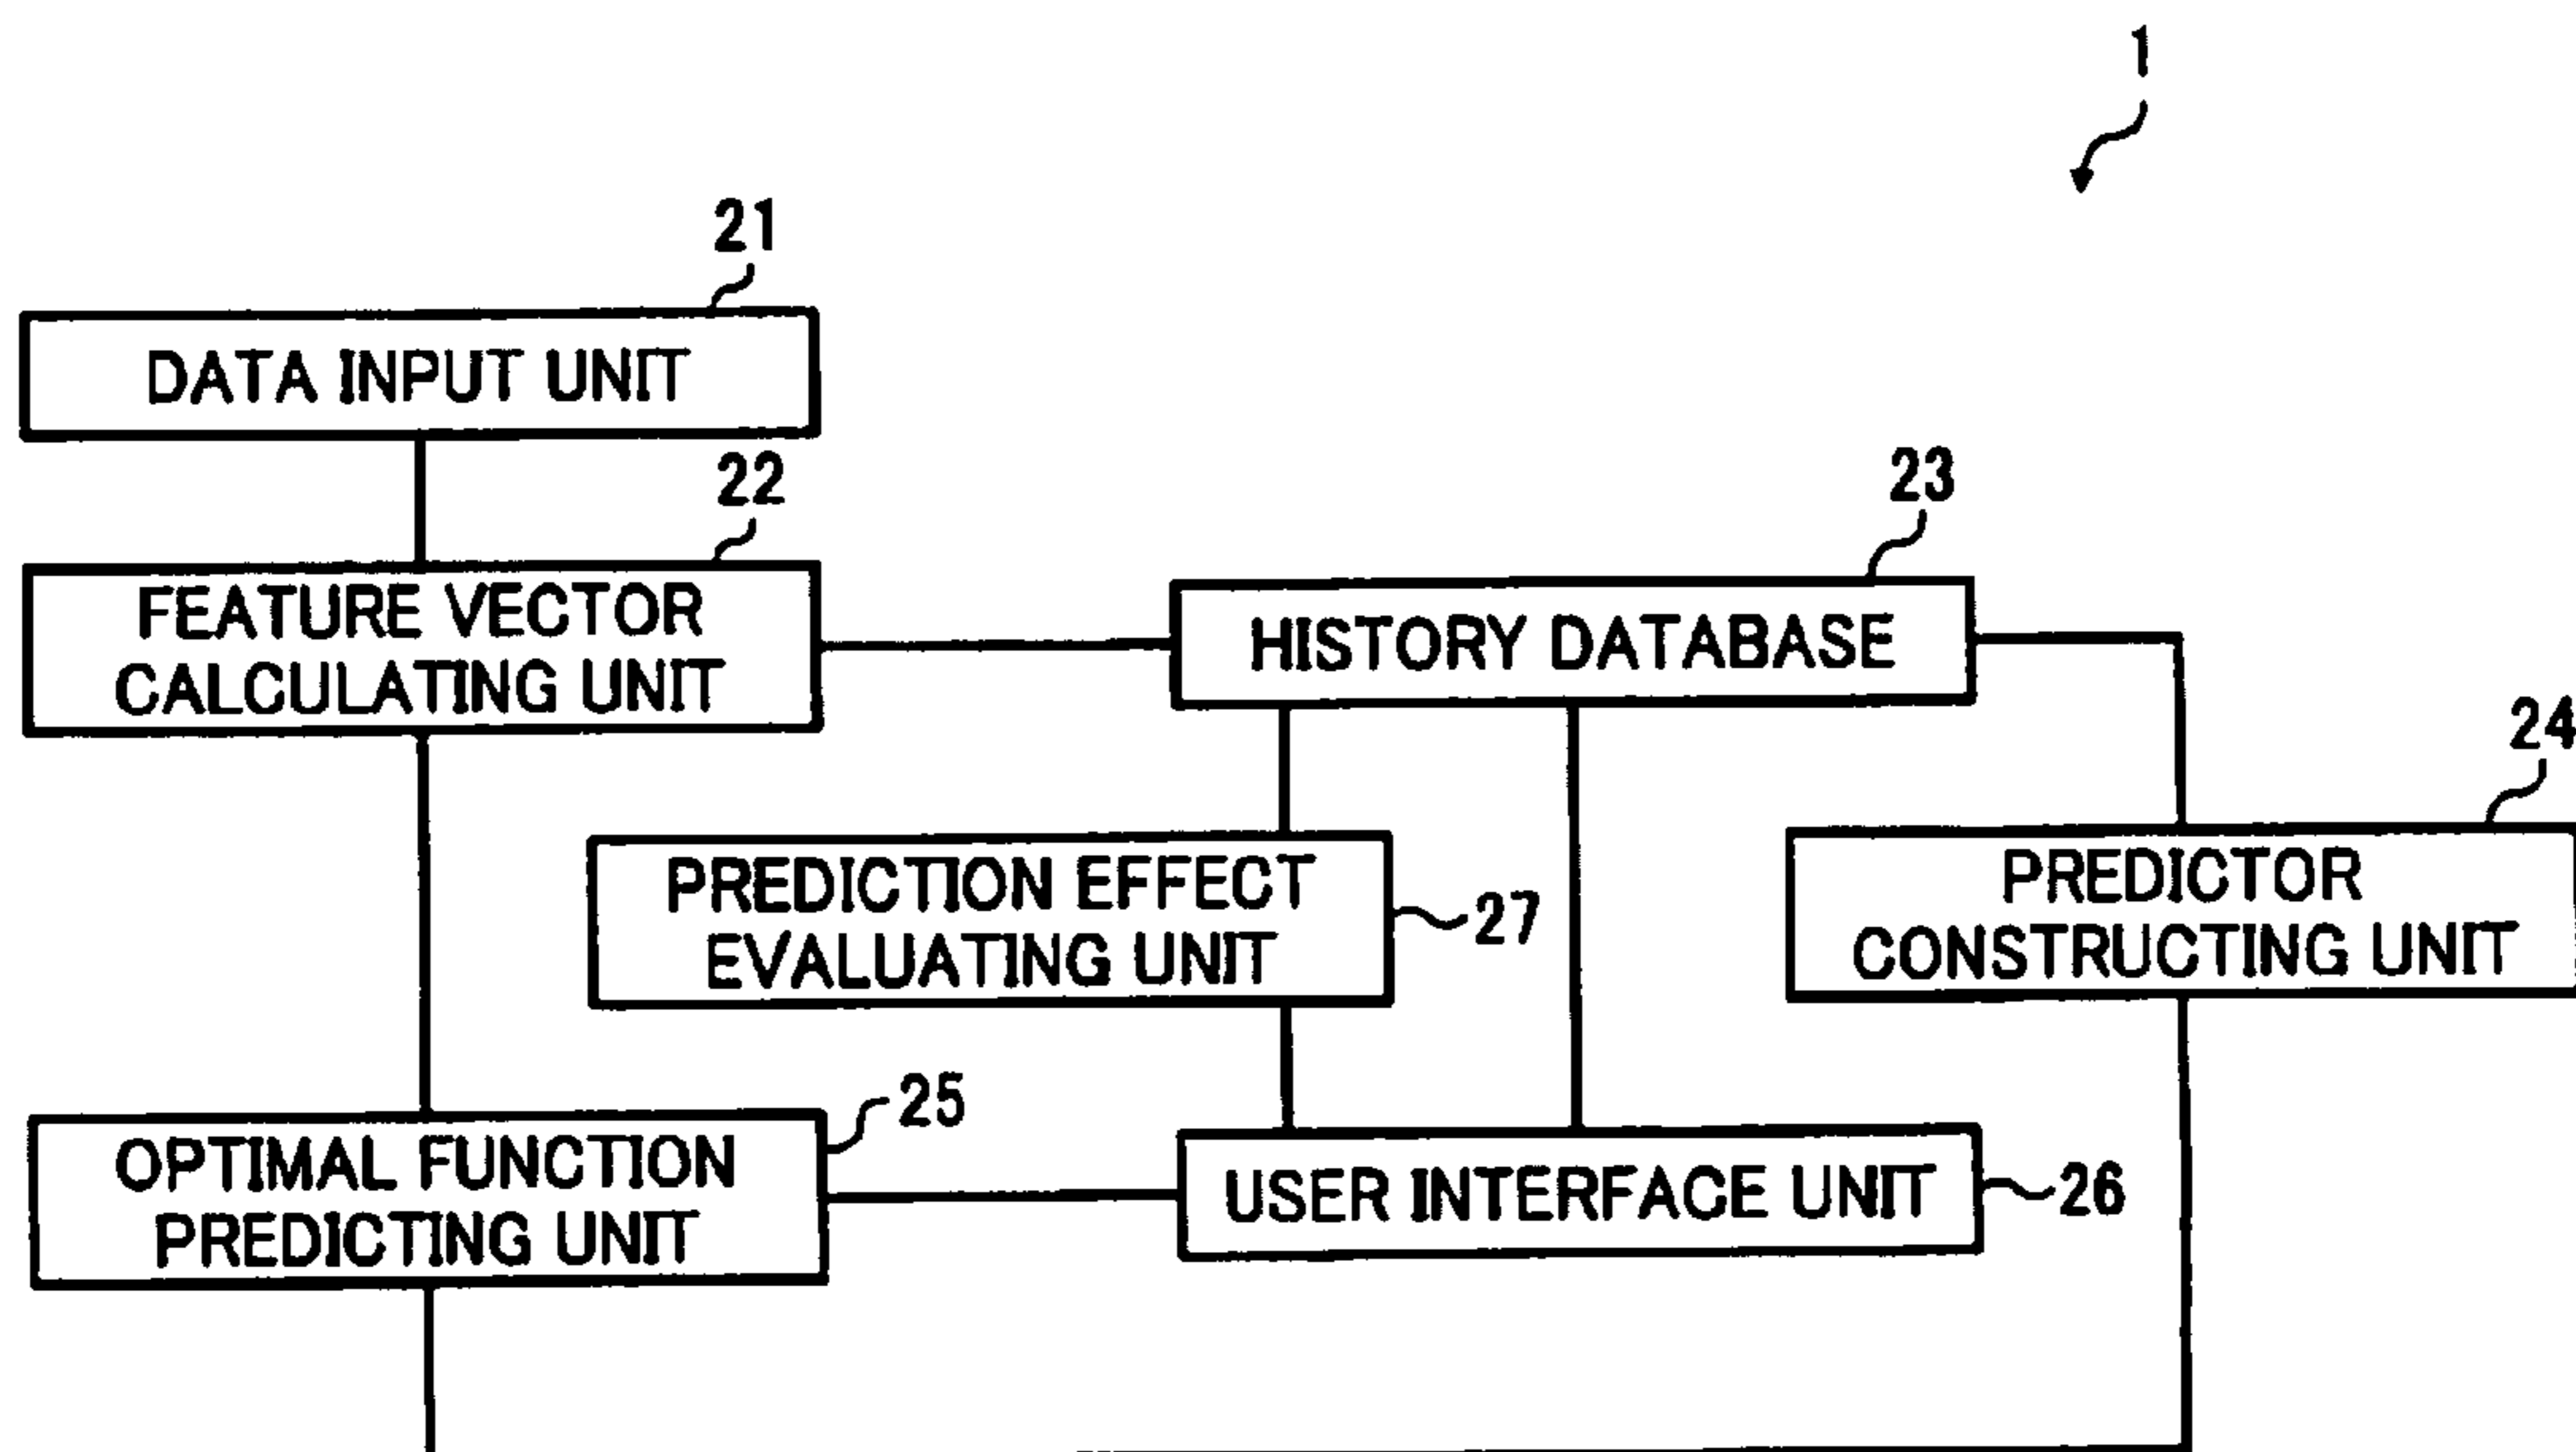 1
21
DATA INPUT UNIT
22
FEATURE VECTOR
CALCULATING UNIT
23
HISTORY DATABASE
24
PREDICTION EFFECT
EVALUATING UNIT
27
PREDICTOR
CONSTRUCTING UNIT
25
OPTIMAL FUNCTION
PREDICTING UNIT
USER INTERFACE UNIT
26